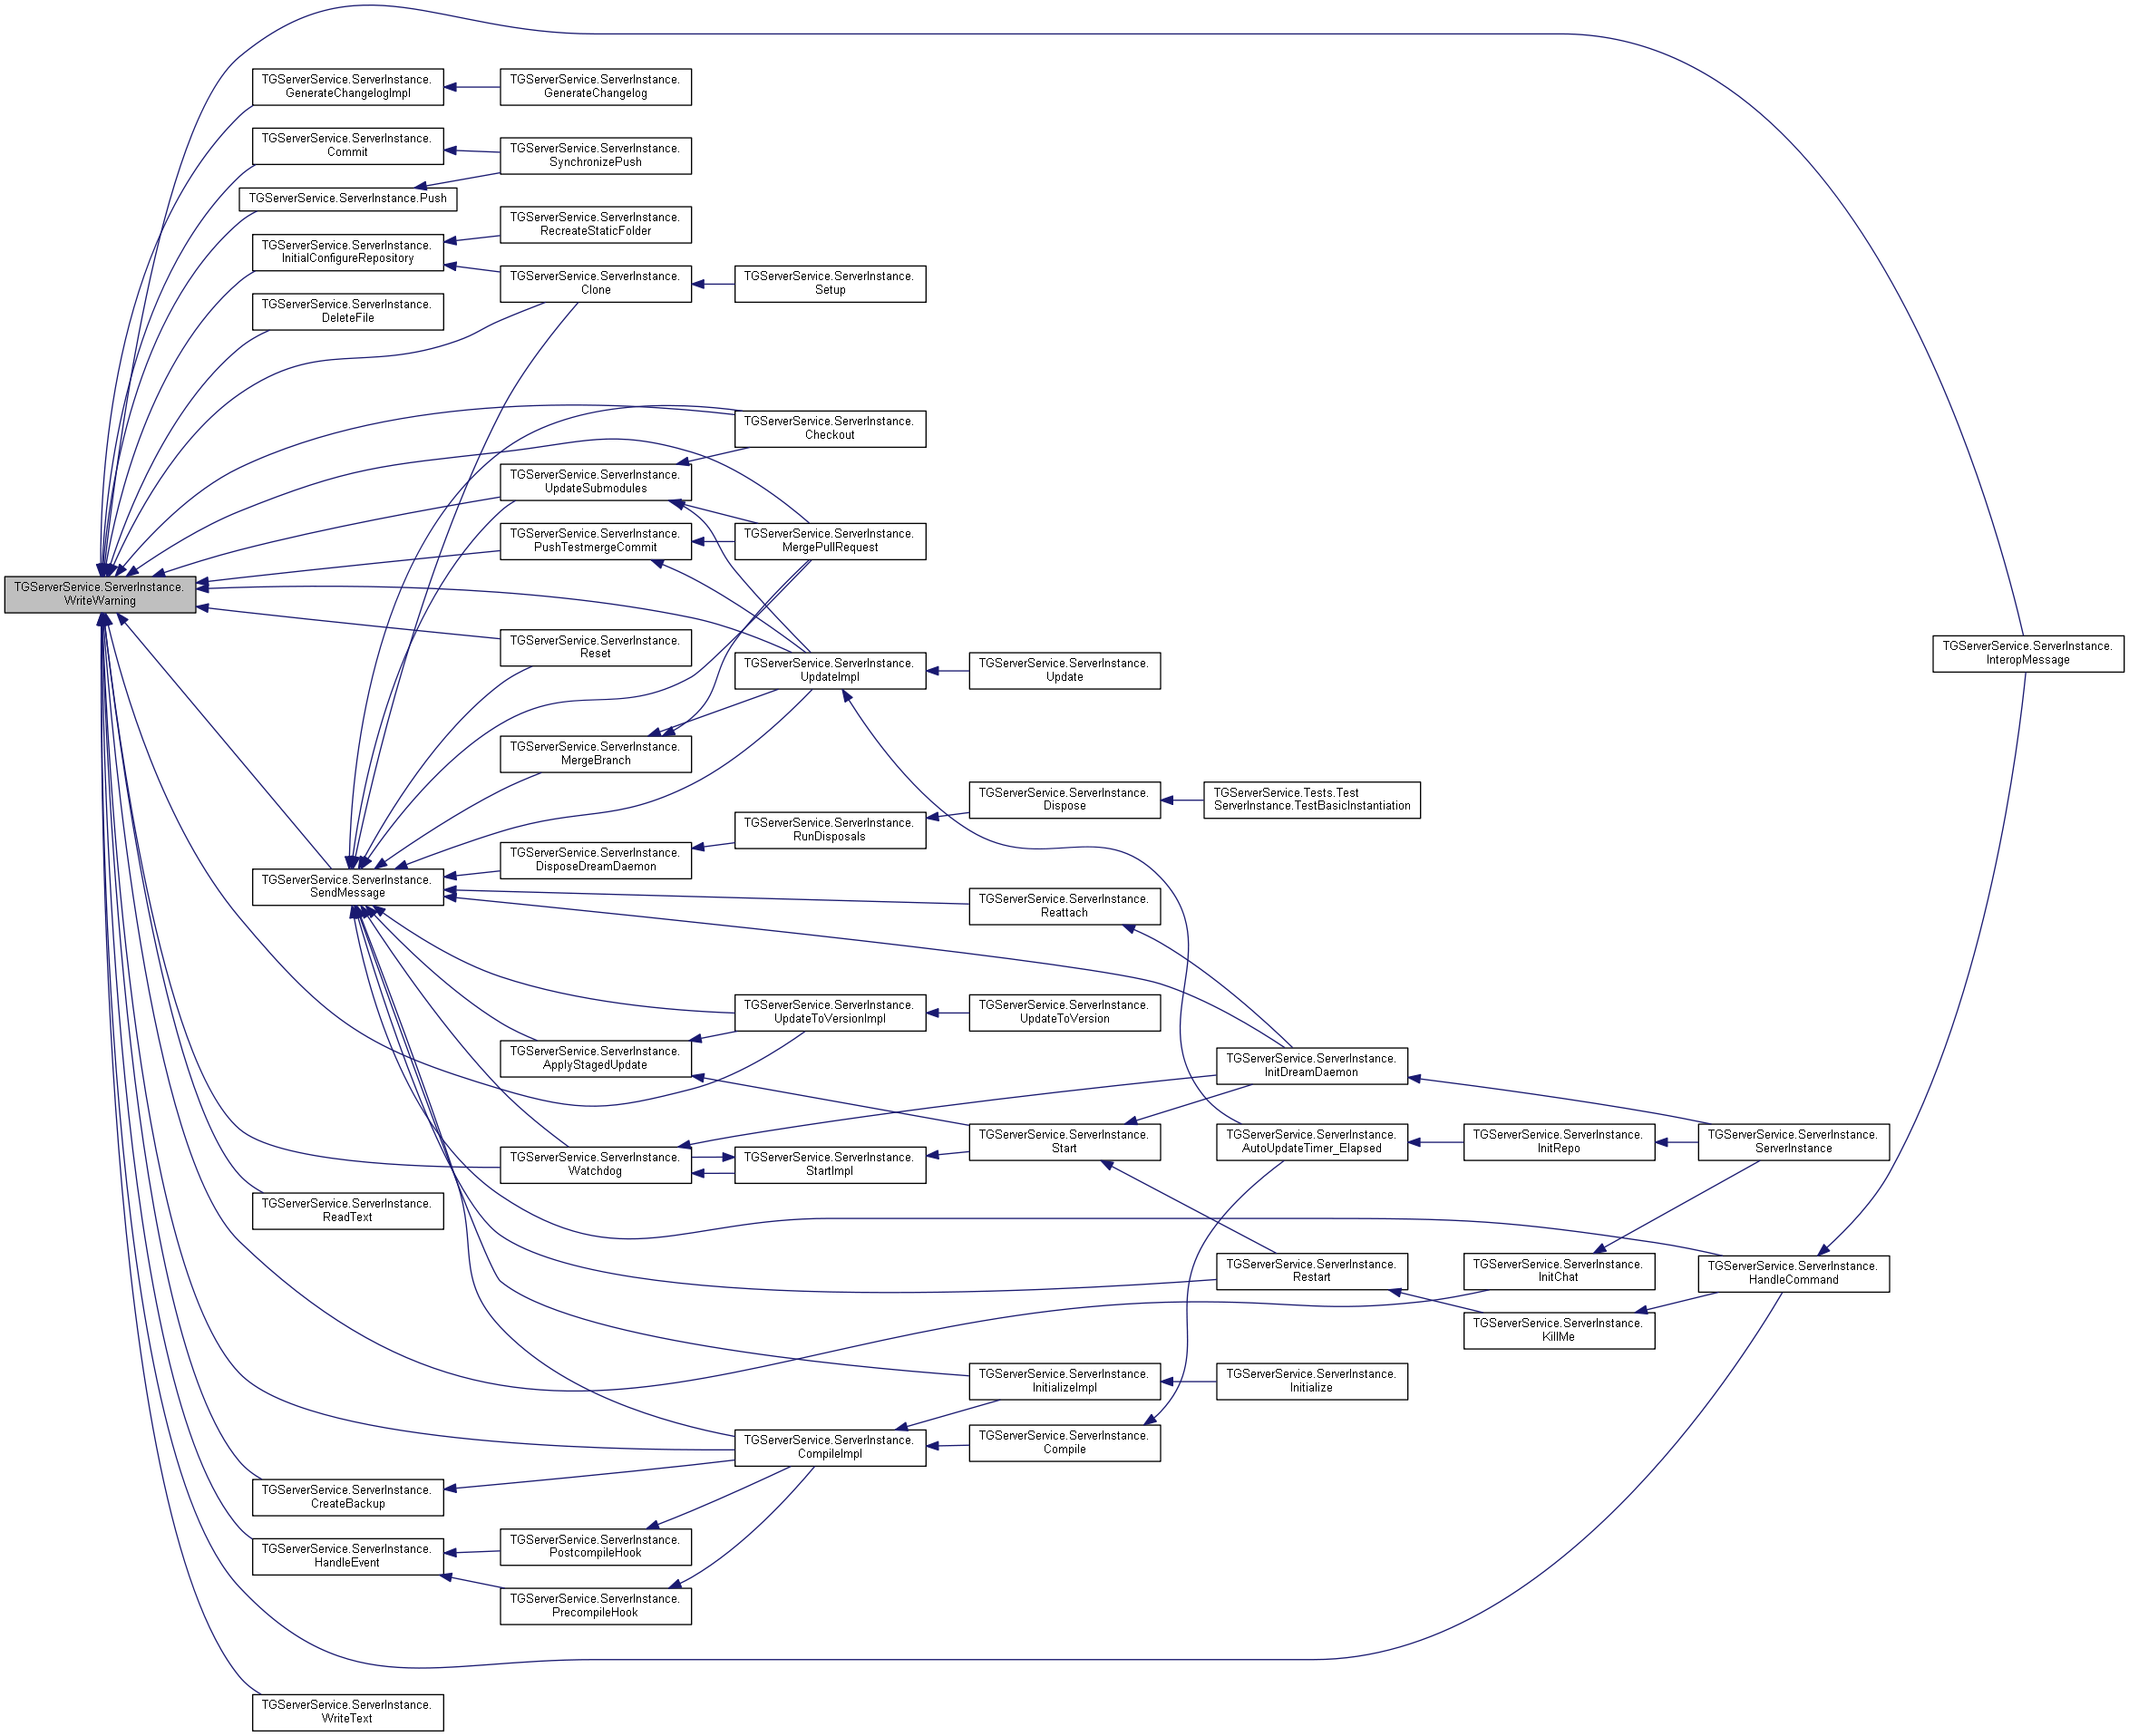 TGServerService.ServerInstance.
GenerateChangelogImpl
TGServerService.ServerInstance.
GenerateChangelog
TGServerService.ServerInstance.
Commit
TGServerService.ServerInstance.
SynchronizePush
TGServerService.ServerInstance.Push
TGServerService.ServerInstance.
RecreateStaticFolder
TGServerService.ServerInstance.
InitialConfigureRepository
TGServerService.ServerInstance.
Clone
TGServerService.ServerInstance.
Setup
TGServerService.ServerInstance.
DeleteFile
TGServerService.ServerInstance.
Checkout
TGServerService.ServerInstance.
UpdateSubmodules
TGServerService.ServerInstance.
PushTestmergeCommit
TGServerService.ServerInstance.
MergePullRequest
TGServerService.ServerInstance.
WriteWarning
TGServerService.ServerInstance.
Reset
TGServerService.ServerInstance.
InteropMessage
TGServerService.ServerInstance.
UpdateImpl
TGServerService.ServerInstance.
Update
TGServerService.ServerInstance.
MergeBranch
TGServerService.ServerInstance.
Dispose
TGServerService.Tests.Test
ServerInstance.TestBasicInstantiation
TGServerService.ServerInstance.
RunDisposals
TGServerService.ServerInstance.
DisposeDreamDaemon
TGServerService.ServerInstance.
SendMessage
TGServerService.ServerInstance.
Reattach
TGServerService.ServerInstance.
UpdateToVersionImpl
TGServerService.ServerInstance.
UpdateToVersion
TGServerService.ServerInstance.
ApplyStagedUpdate
TGServerService.ServerInstance.
InitDreamDaemon
TGServerService.ServerInstance.
Start
TGServerService.ServerInstance.
AutoUpdateTimer_Elapsed
TGServerService.ServerInstance.
InitRepo
TGServerService.ServerInstance.
ServerInstance
TGServerService.ServerInstance.
Watchdog
TGServerService.ServerInstance.
StartImpl
TGServerService.ServerInstance.
ReadText
TGServerService.ServerInstance.
Restart
TGServerService.ServerInstance.
InitChat
TGServerService.ServerInstance.
HandleCommand
TGServerService.ServerInstance.
KillMe
TGServerService.ServerInstance.
InitializeImpl
TGServerService.ServerInstance.
Initialize
TGServerService.ServerInstance.
CompileImpl
TGServerService.ServerInstance.
Compile
TGServerService.ServerInstance.
CreateBackup
TGServerService.ServerInstance.
HandleEvent
TGServerService.ServerInstance.
PostcompileHook
TGServerService.ServerInstance.
PrecompileHook
TGServerService.ServerInstance.
WriteText